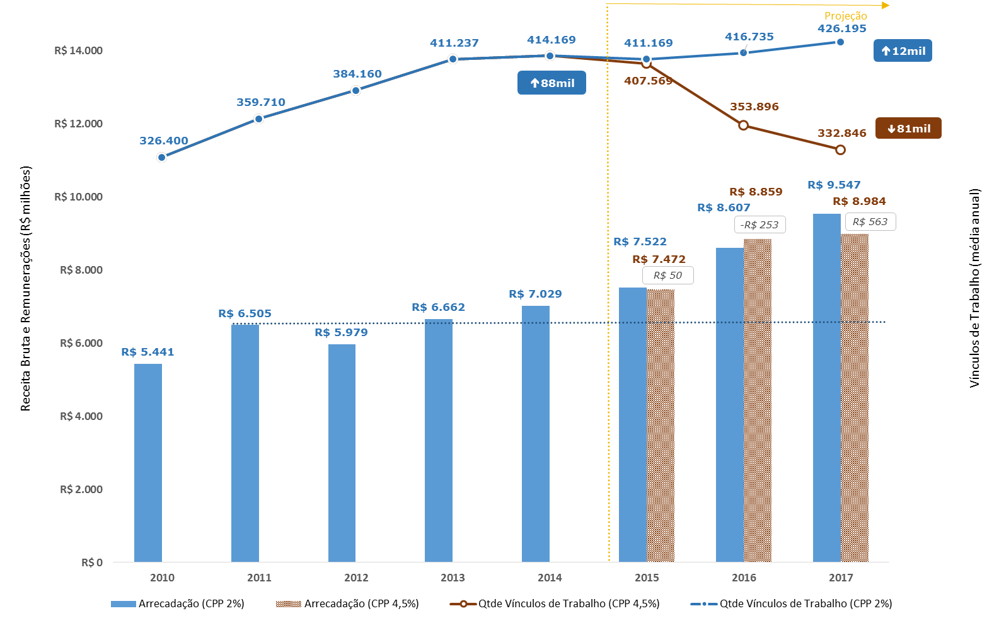 Projeção
426.195
416.735
414.169
411.237
411.169
R$ 14.000
12mil
384.160
88mil
407.569
359.710
353.896
R$ 12.000
81mil
332.846
326.400
R$ 10.000
R$ 9.547
R$ 8.859
R$ 8.984
R$ 8.607
-R$ 253
R$ 563
R$ 7.522
R$ 7.472
R$ 50
R$ 8.000
R$ 7.029
R$ 6.662
R$ 6.505
R$ 5.979
R$ 6.000
R$ 5.441
R$ 4.000
R$ 2.000
R$ 0
Receita Bruta e Remunerações (R$ milhões)
Vínculos de Trabalho (média anual)
2010 2011 2012 2013 2014 2015 2016 2017
Arrecadação (CPP 2%) Arrecadação (CPP 4,5%) Qtde Vínculos de Trabalho (CPP 4,5%) Qtde Vínculos de Trabalho (CPP 2%)